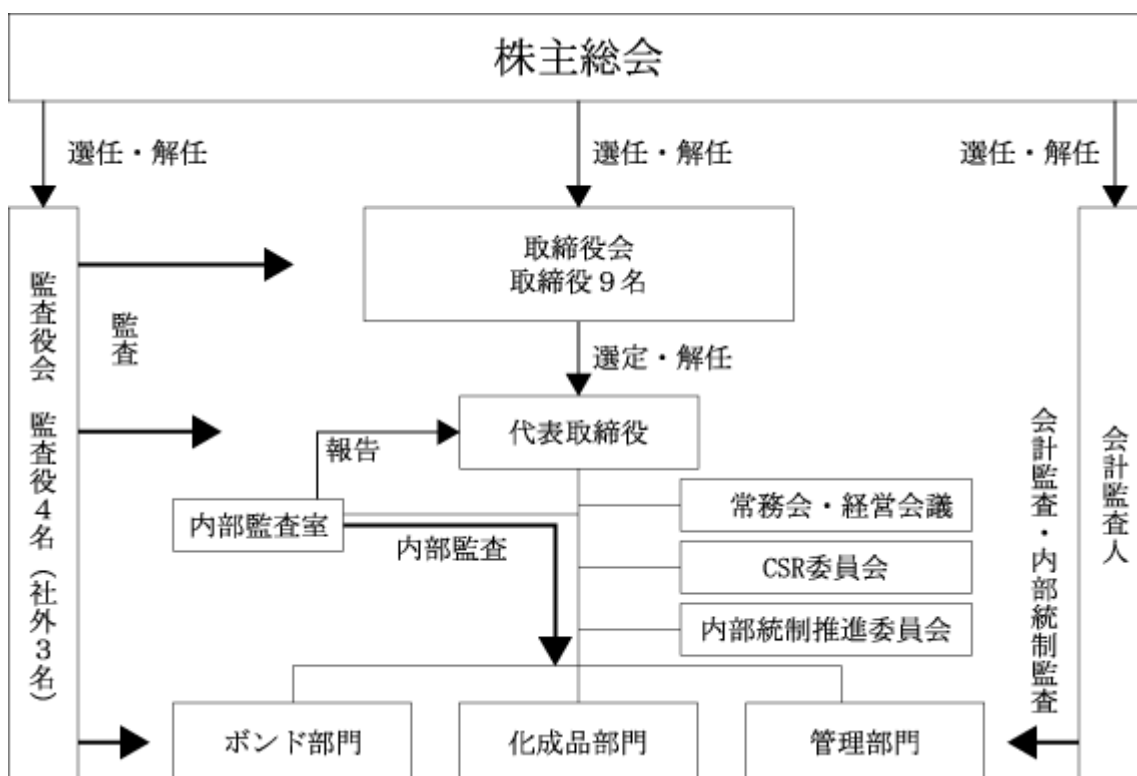 株主総会
選任・解任
選任・解任
選任・解任
取締役会
取締役９名
監査役会　監査役４名（社外３名）
監査
選定・解任
代表取締役
報告
内部監査室
内部監査
常務会・経営会議
CSR委員会
内部統制推進委員会
会計監査・内部統制監査
会計監査人
ボンド部門
化成品部門
管理部門